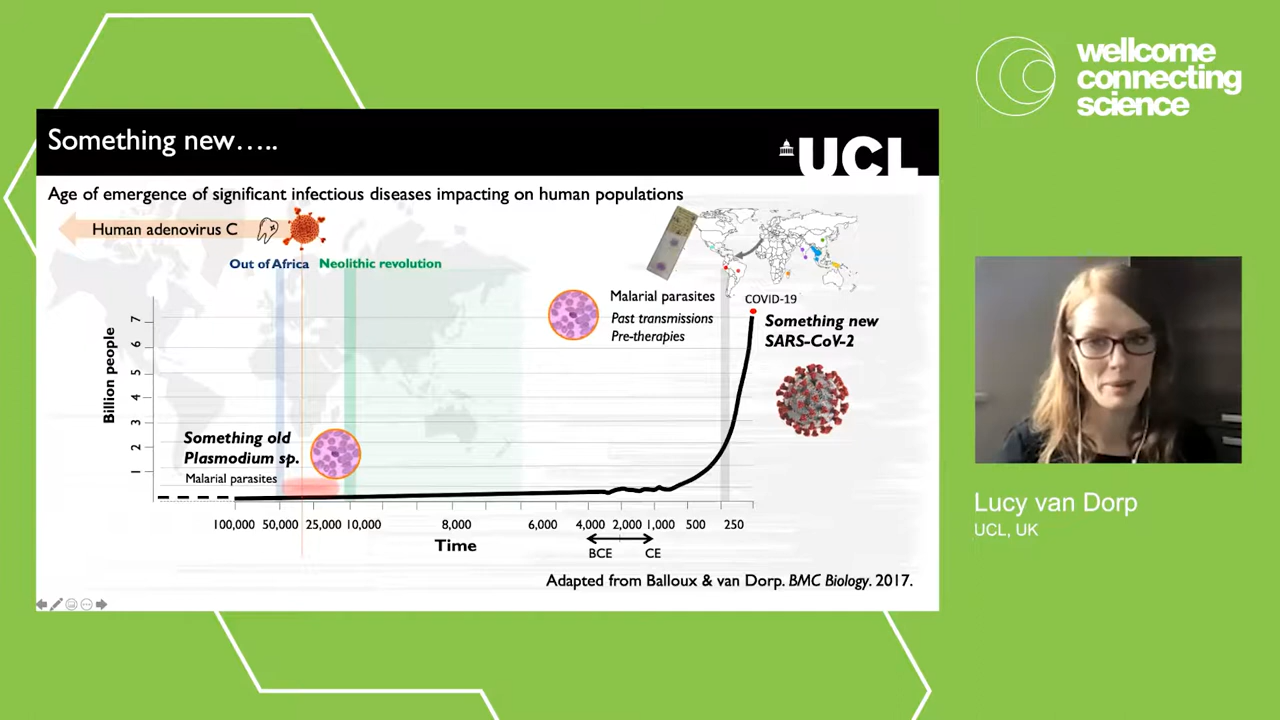 wellcome
connecting
science
Something new…..
UCL
Age of emergence of significant infectious diseases impacting on human populations
Human adenovirus C
Out of Africa
Neolithic revolution
Malarial parasites
Past transmissions
Pre-therapies
COVID-19
Something new
SARS-CoV-2
Billion people
7
6
5
4
3
2
1
Something old
Plasmodium sp.
Malarial parasites
100,000 50,000 25,000 10,000 8,000 6,000 4,000 2,000 1,000 500 250
Time
BCE CE
Adapted from Balloux & van Dorp. BMC Biology. 2017.
Lucy van Dorp
UCL, UK